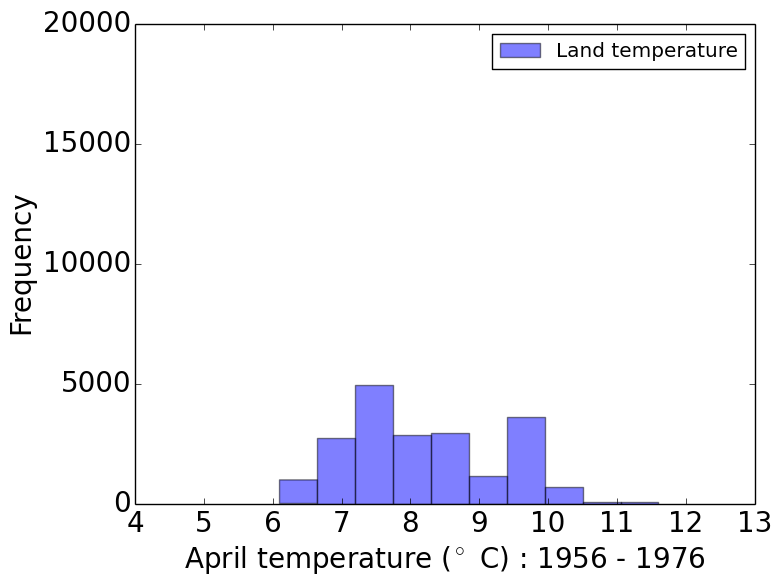 20000
Land temperature
15000
Frequency
10000
5000
0
4 5 6 7 8 9 10 11 12 13
April temperature (° C) : 1956 - 1976